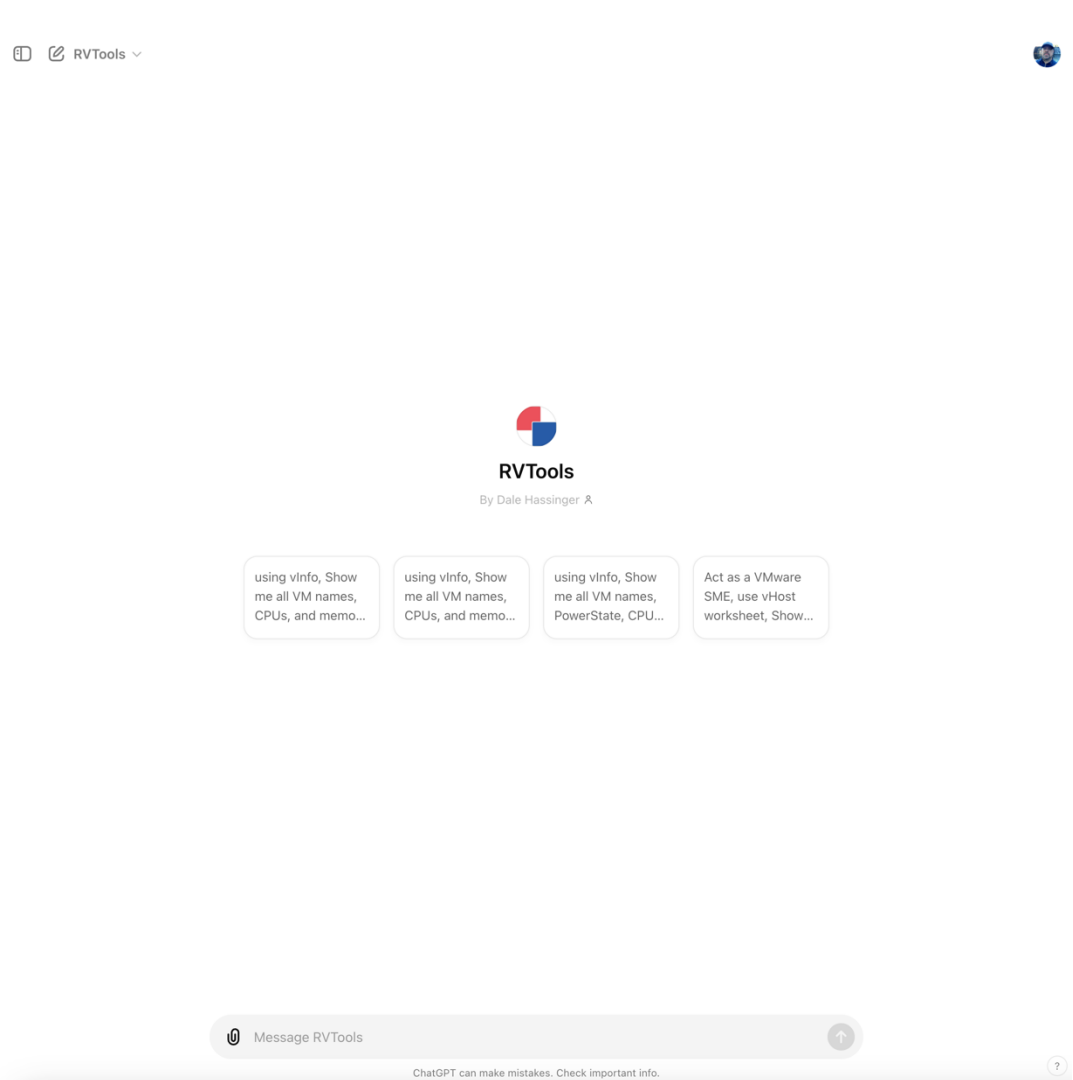 RVTools
RVTools
By Dale Hassinger
using vInfo, Show
me all VM names,
CPUs, and memo...
using vInfo, Show
me all VM names,
CPUs, and memo...
using vInfo, Show
me all VM names,
PowerState, CPU...
Act as a VMware
SME, use vHost
worksheet, Show...
Message RVTools
ChatGPT can make mistakes. Check important info.
?